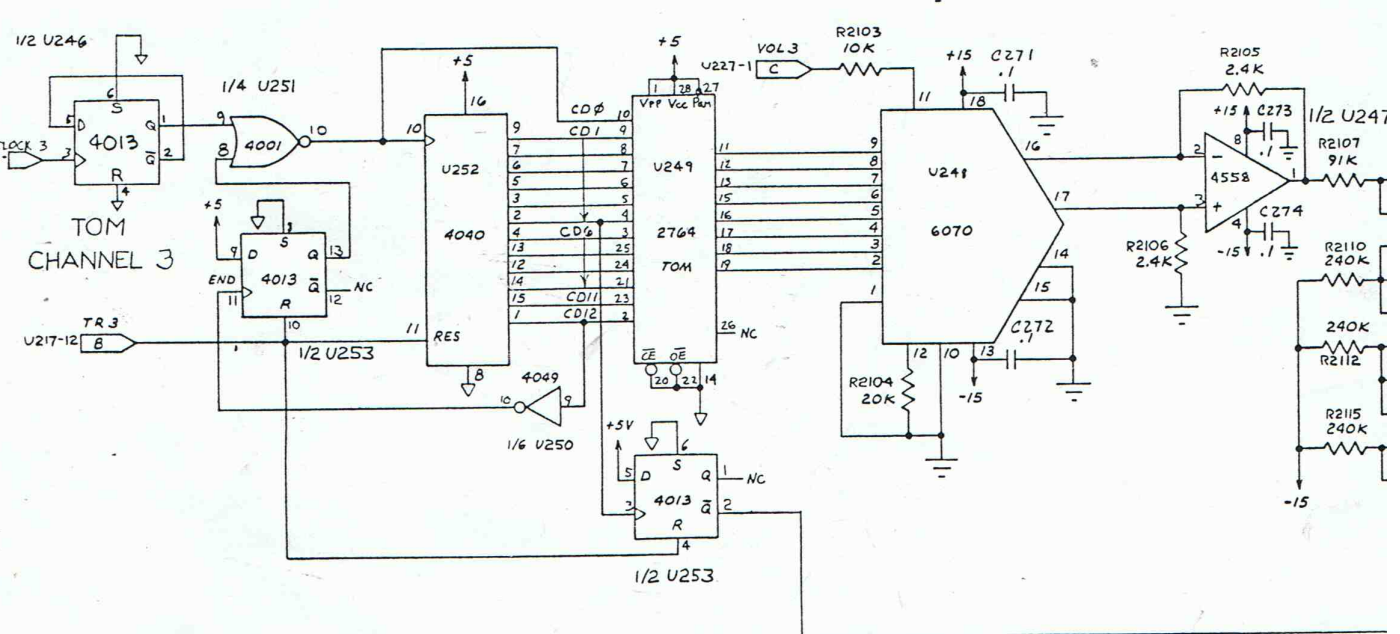 1/2 U246
6
S
5
D
Q
1
4013
3
Q
2
R
4
CLOCK 3
TOM
CHANNEL 3
1/4 U251
9
4001
10
8
+5
9
D
S
8
Q
13
4013
END
11
Q
12
NC
R
10
1/2 U253
TR 3
U217-12
B
+5
16
10
U252
4040
11
RES
8
9
7
6
5
3
2
4
13
12
14
15
1
CDØ
CD1
CD6
CD11
CD12
4049
10
9
1/6 U250
+5
1
28
27
Vpp
Vcc
Pgm
10
9
8
7
6
5
4
3
25
24
21
23
2
U249
2764
TOM
11
12
13
15
16
17
18
19
26
NC
CE
OE
20
22
14
+5V
6
S
5
D
Q
1
NC
4013
3
Q
2
R
4
1/2 U253
VOL 3
U227-1
C
R2103
10K
+15
C271
.1
11
18
9
8
7
6
5
4
3
2
1
U248
6070
16
17
14
15
12
10
13
C272
.1
R2104
20K
-15
R2105
2.4K
+15
C273
.1
1/2 U247
8
2
-
4558
1
3
+
4
R2107
91K
C274
.1
-15
R2106
2.4K
R2110
240K
240K
R2112
R2115
240K
-15